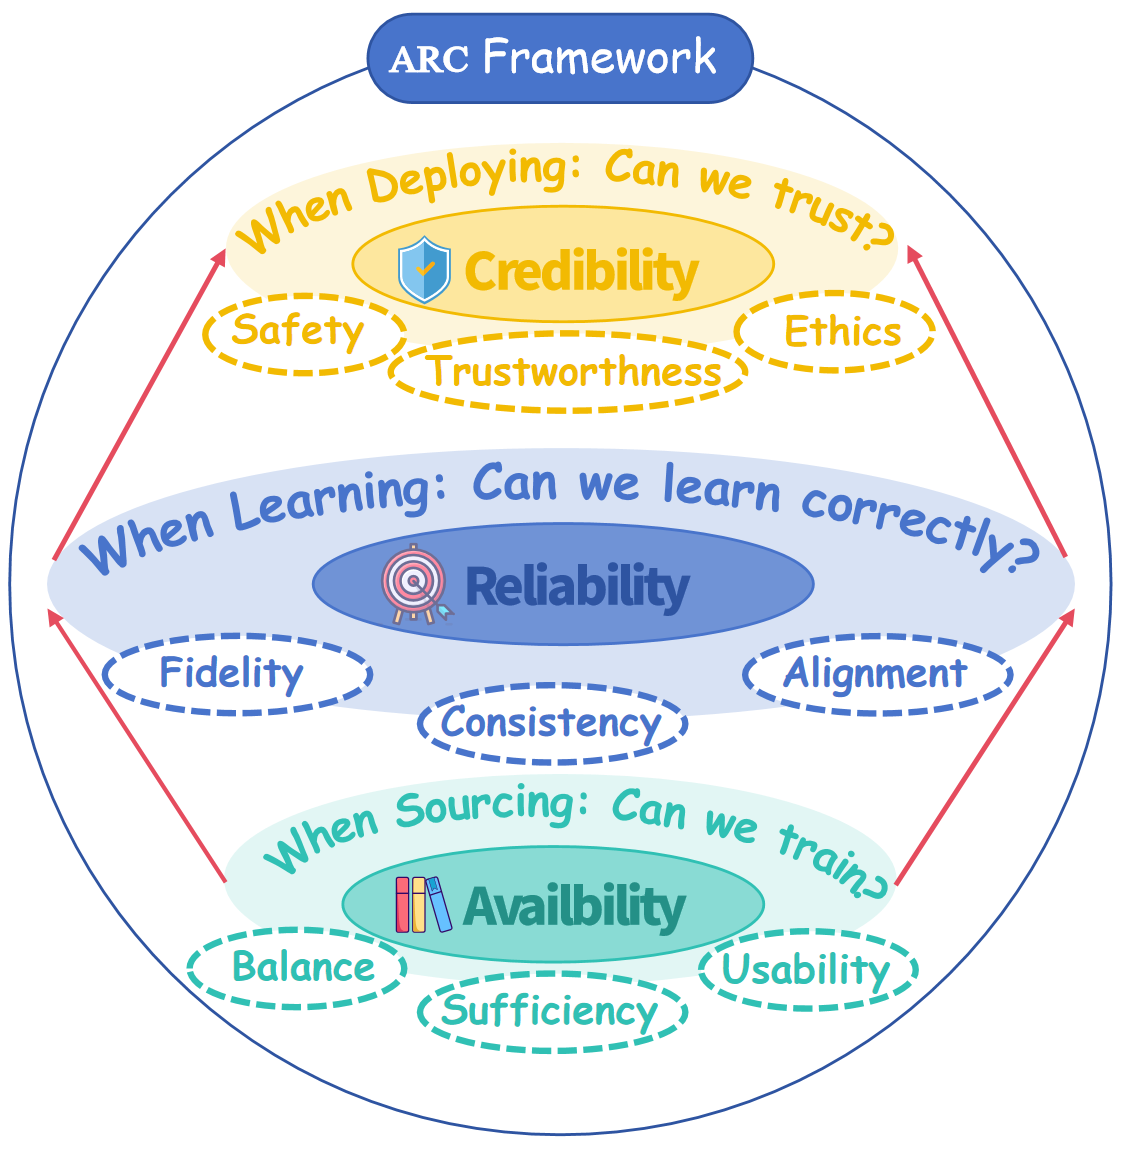 ARC Framework
When Deploying: Can we trust?
Credibility
Safety
Trustworthness
Ethics
When Learning: Can we learn correctly?
Reliability
Fidelity
Consistency
Alignment
When Sourcing: Can we train?
Availbility
Balance
Sufficiency
Usability